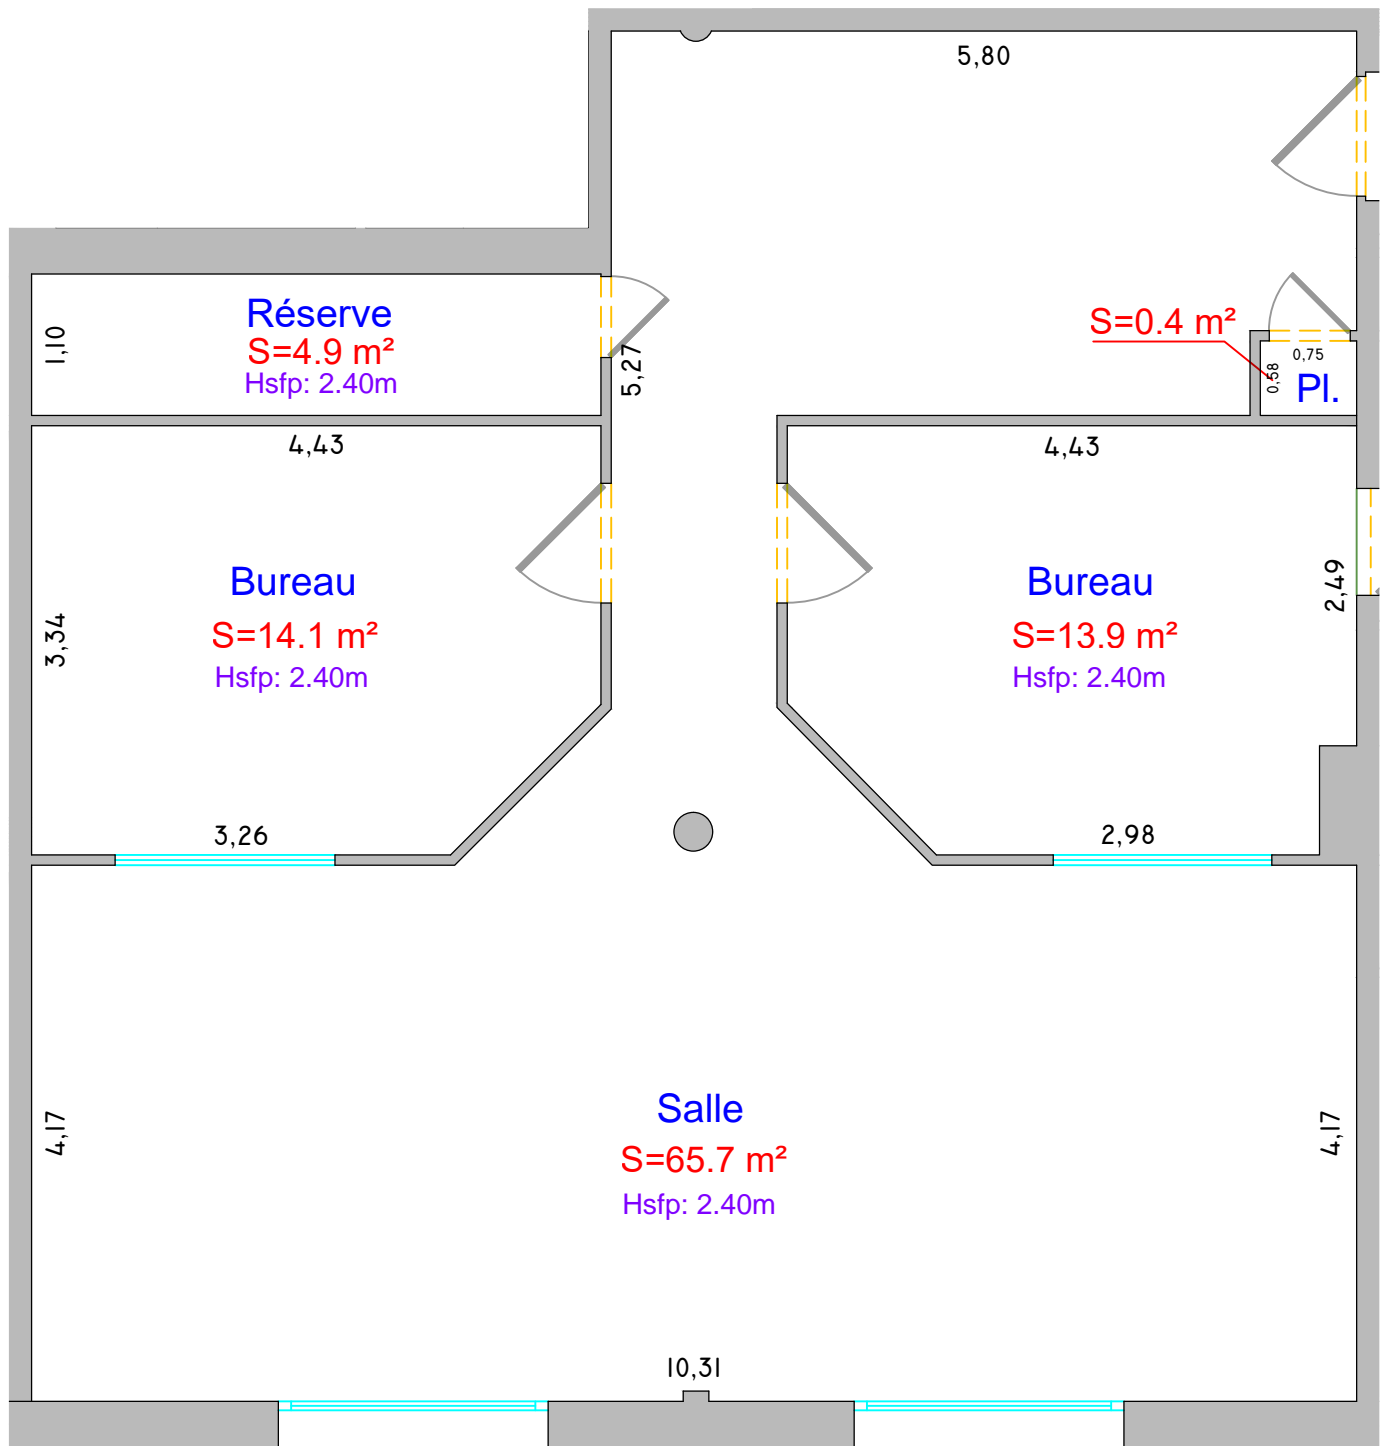 5,80
Réserve
S=4.9 m²
Hsfp: 2.40m
1,10
5,27
S=0.4 m²
0,75
0,58
Pl.
4,43
4,43
Bureau
S=14.1 m²
Hsfp: 2.40m
3,34
Bureau
S=13.9 m²
Hsfp: 2.40m
2,49
3,26
2,98
Salle
S=65.7 m²
Hsfp: 2.40m
4,17
4,17
10,31